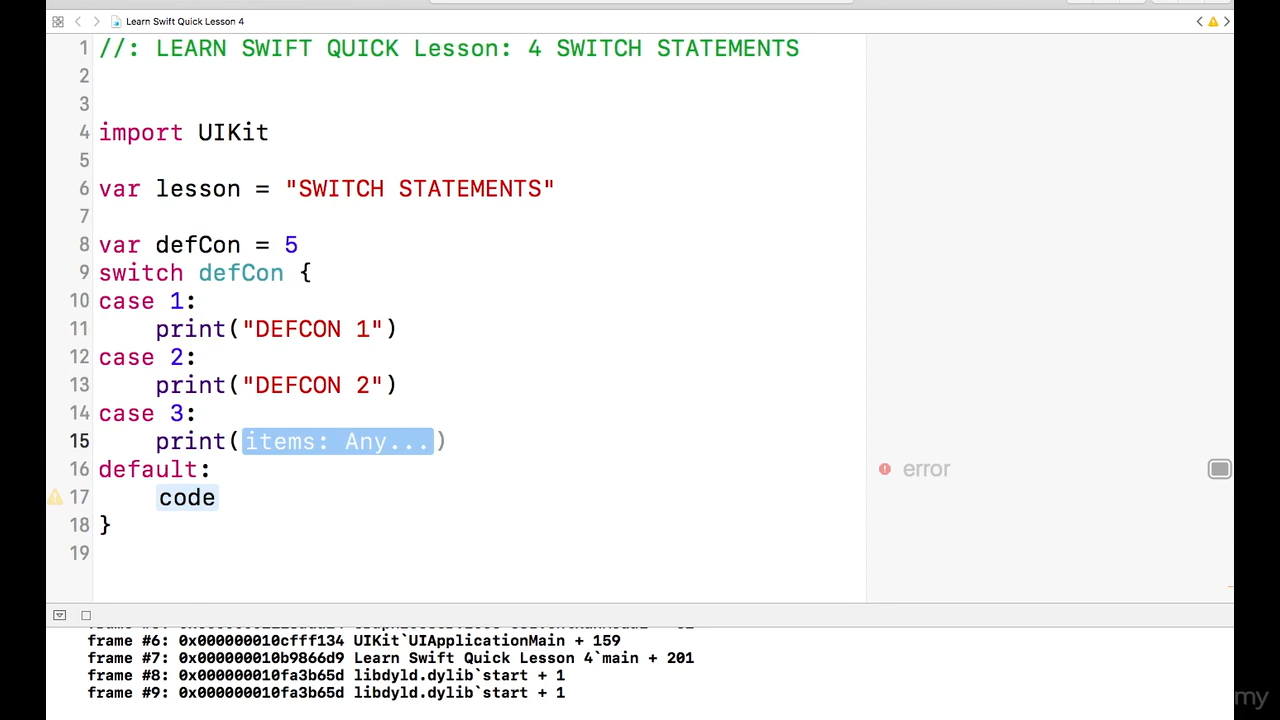 Learn Swift Quick Lesson 4
1 //: LEARN SWIFT QUICK Lesson: 4 SWITCH STATEMENTS
2
3
4 import UIKit
5
6 var lesson = "SWITCH STATEMENTS"
7
8 var defCon = 5
9 switch defCon {
10 case 1:
11 print("DEFCON 1")
12 case 2:
13 print("DEFCON 2")
14 case 3:
15 print(items: Any...)
16 default:
error
17 code
18 }
19
frame #6: 0x000000010cfff134 UIKit`UIApplicationMain + 159
frame #7: 0x000000010b9866d9 Learn Swift Quick Lesson 4`main + 201
frame #8: 0x000000010fa3b65d libdyld.dylib`start + 1
frame #9: 0x000000010fa3b65d libdyld.dylib`start + 1
my